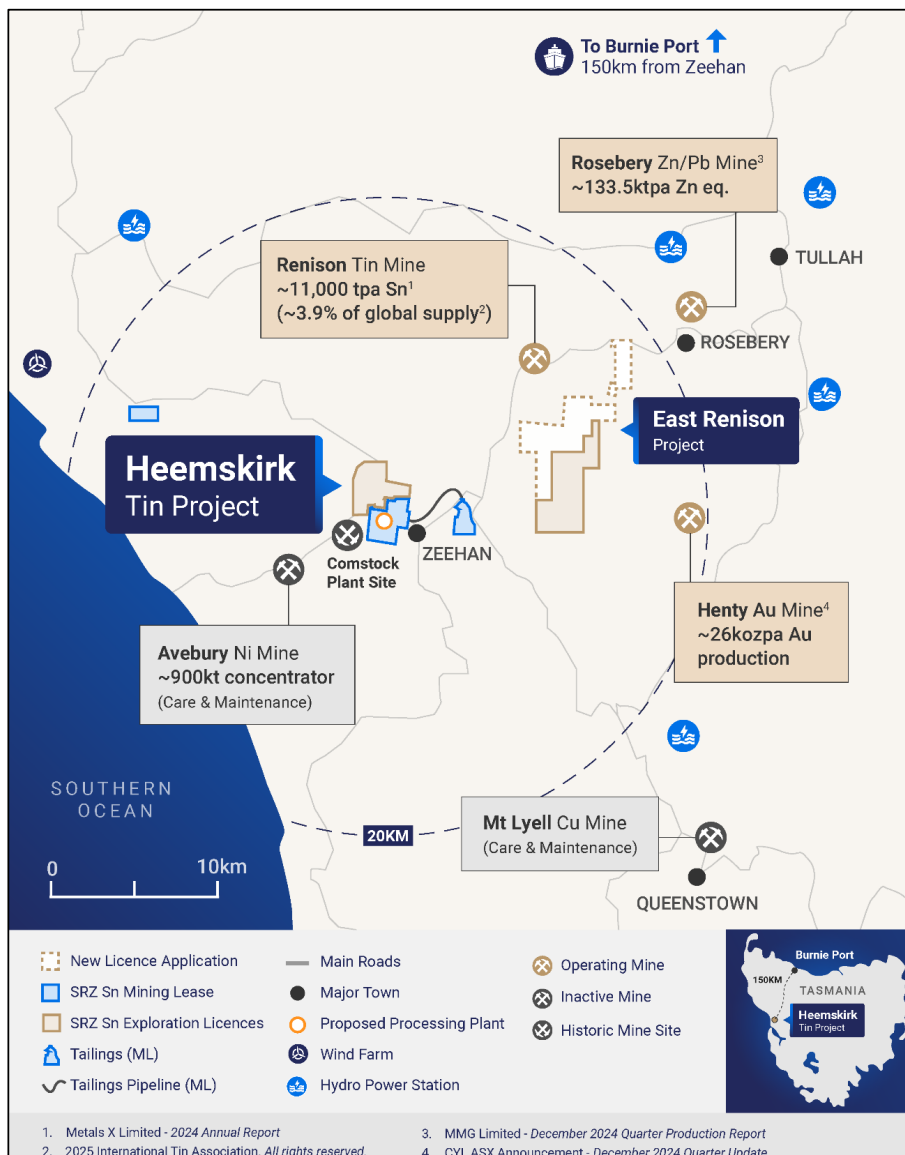 To Burnie Port
150km from Zeehan
Rosebery Zn/Pb Mine³
~133.5ktpa Zn eq.
TULLAH
Renison Tin Mine
~11,000 tpa Sn¹
(~3.9% of global supply²)
ROSEBERY
East Renison
Project
Heemskirk
Tin Project
ZEEHAN
Comstock
Plant Site
Henty Au Mine⁴
~26kozpa Au
production
Avebury Ni Mine
~900kt concentrator
(Care & Maintenance)
SOUTHERN
OCEAN
20KM
Mt Lyell Cu Mine
(Care & Maintenance)
0 10km
QUEENSTOWN
New Licence Application
SRZ Sn Mining Lease
SRZ Sn Exploration Licences
Tailings (ML)
Tailings Pipeline (ML)
Main Roads
Major Town
Proposed Processing Plant
Wind Farm
Hydro Power Station
Operating Mine
Inactive Mine
Historic Mine Site
Burnie Port
150KM
TASMANIA
Heemskirk
Tin Project
1. Metals X Limited - 2024 Annual Report
2. 2025 International Tin Association. All rights reserved.
3. MMG Limited - December 2024 Quarter Production Report
4. CYL ASX Announcement - December 2024 Quarter Update